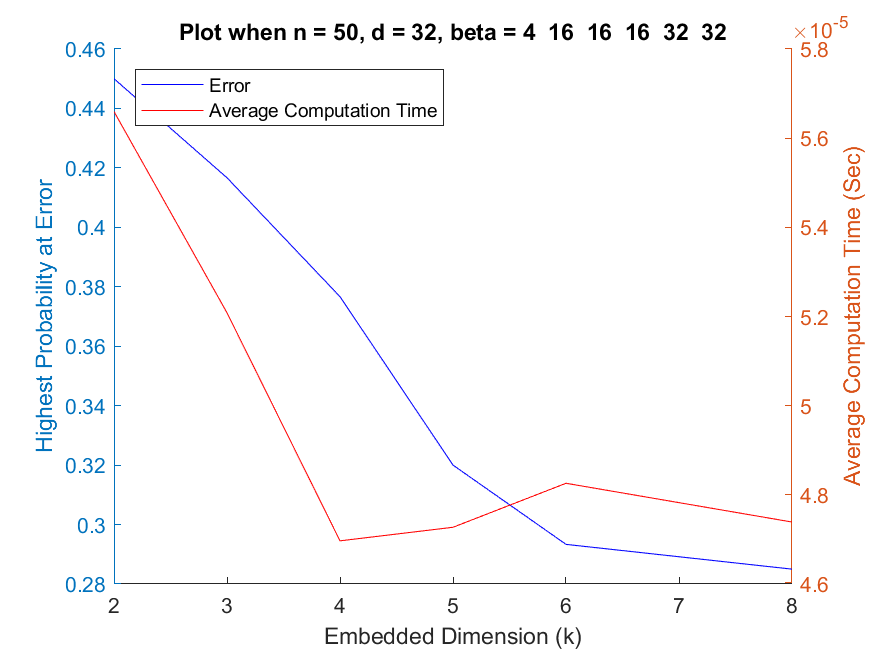 Plot when n = 50, d = 32, beta = 4  16  16  16  32  32
×10-5
Error
Average Computation Time
Highest Probability at Error
0.46
0.44
0.42
0.4
0.38
0.36
0.34
0.32
0.3
0.28
5.8
5.6
5.4
5.2
5
4.8
4.6
Average Computation Time (Sec)
2 3 4 5 6 7 8
Embedded Dimension (k)